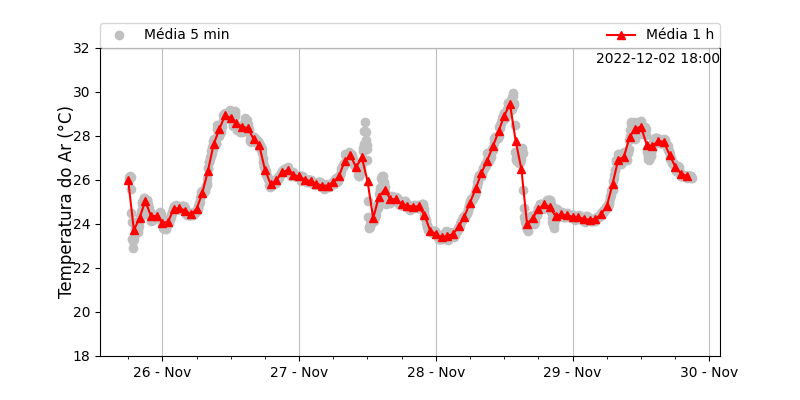 Média 5 min
Média 1 h
2022-12-02 18:00
Temperatura do Ar (°C)
32
30
28
26
24
22
20
18
26 - Nov
27 - Nov
28 - Nov
29 - Nov
30 - Nov